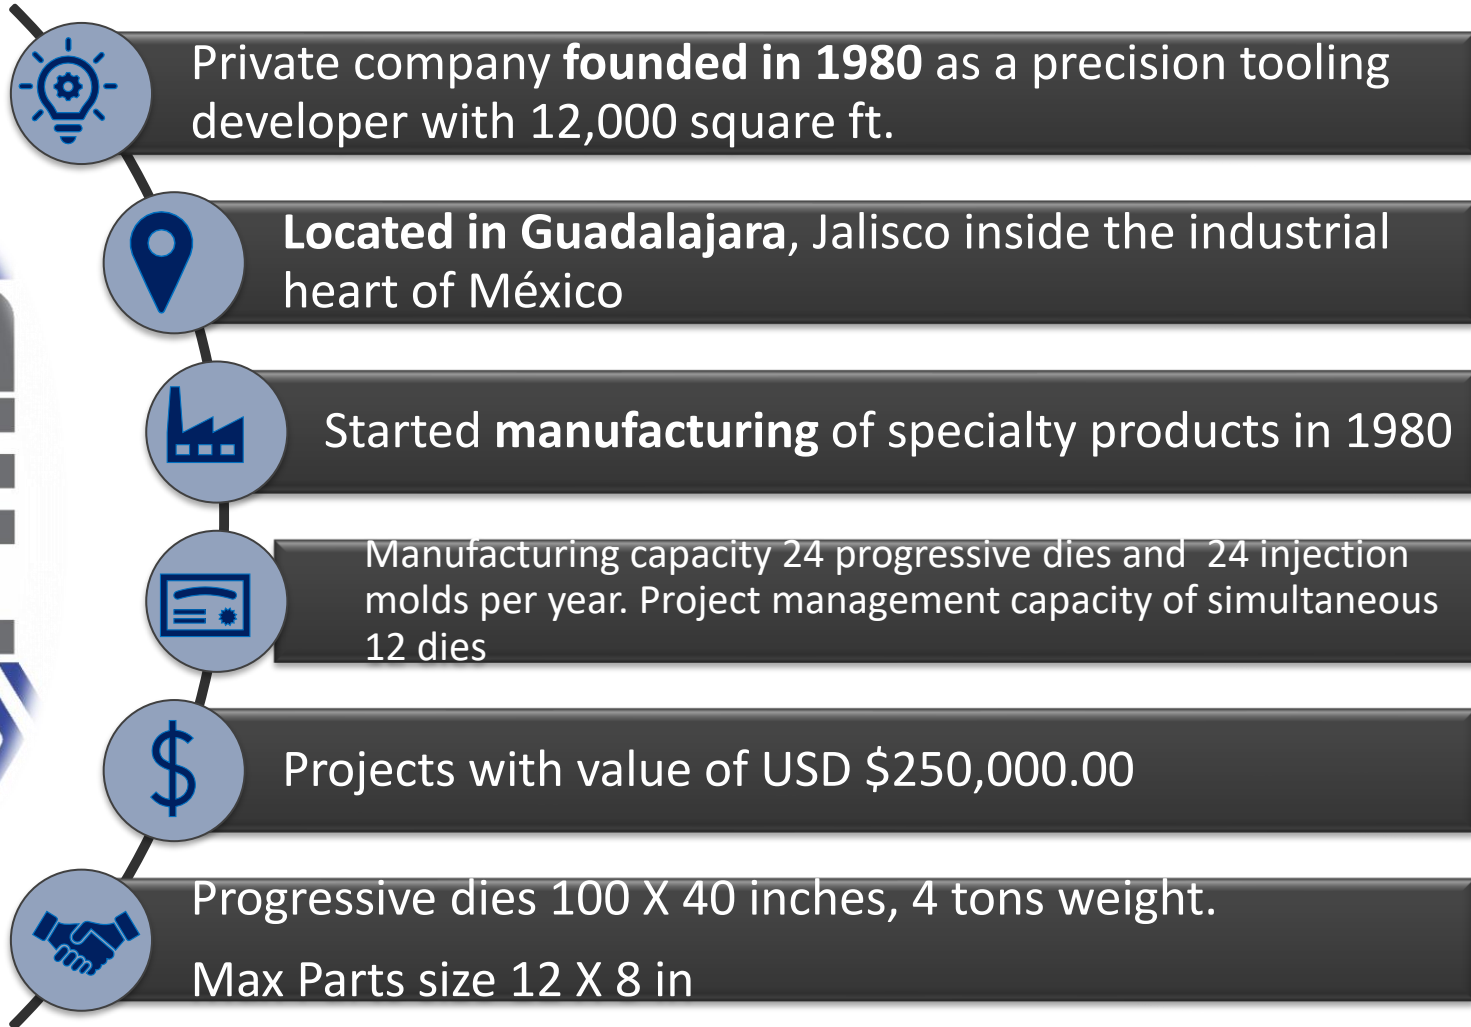 Private company founded in 1980 as a precision tooling
developer with 12,000 square ft.
Located in Guadalajara, Jalisco inside the industrial
heart of México
Started manufacturing of specialty products in 1980
Manufacturing capacity 24 progressive dies and  24 injection
molds per year. Project management capacity of simultaneous
12 dies
$
Projects with value of USD $250,000.00
Progressive dies 100 X 40 inches, 4 tons weight.
Max Parts size 12 X 8 in